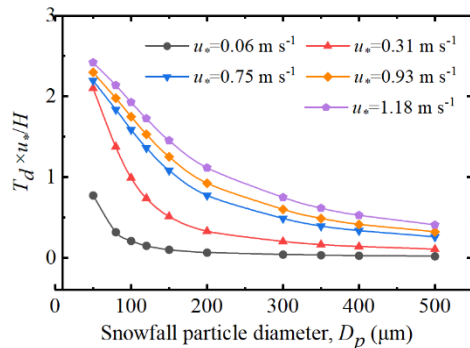 3
2
1
0
T_d × u_*/H
u_*=0.06 m s⁻¹
u_*=0.31 m s⁻¹
u_*=0.75 m s⁻¹
u_*=0.93 m s⁻¹
u_*=1.18 m s⁻¹
0 100 200 300 400 500
Snowfall particle diameter, D_p (μm)